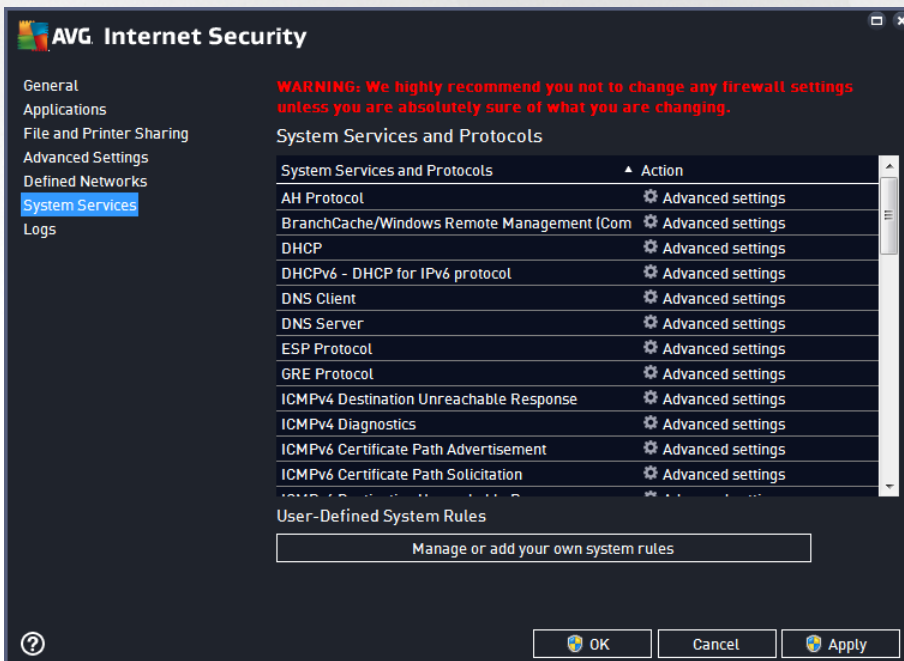 AVG Internet Security
General
Applications
File and Printer Sharing
Advanced Settings
Defined Networks
System Services
Logs
WARNING: We highly recommend you not to change any firewall settings
unless you are absolutely sure of what you are changing.
System Services and Protocols
System Services and Protocols Action
AH Protocol Advanced settings
BranchCache/Windows Remote Management (Com Advanced settings
DHCP Advanced settings
DHCPv6 - DHCP for IPv6 protocol Advanced settings
DNS Client Advanced settings
DNS Server Advanced settings
ESP Protocol Advanced settings
GRE Protocol Advanced settings
ICMPv4 Destination Unreachable Response Advanced settings
ICMPv4 Diagnostics Advanced settings
ICMPv6 Certificate Path Advertisement Advanced settings
ICMPv6 Certificate Path Solicitation Advanced settings
User-Defined System Rules
Manage or add your own system rules
OK
Cancel
Apply